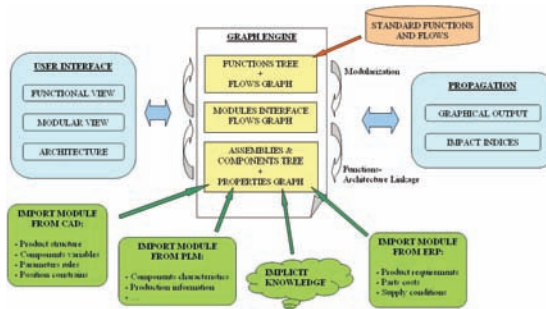 STANDARD FUNCTIONS
AND FLOWS
GRAPH ENGINE
USER INTERFACE
FUNCTIONAL VIEW
MODULAR VIEW
ARCHITECTURE
FUNCTIONS TREE
+
FLOWS GRAPH
MODULES INTERFACE
FLOWS GRAPH
ASSEMBLIES &
COMPONENTS TREE
+
PROPERTIES GRAPH
Modularization
Functions-
Architecture Linkage
PROPAGATION
GRAPHICAL OUTPUT
IMPACT INDICES
IMPORT MODULE
FROM CAD:
- Product structure
- Components variables
- Parameters rules
- Position constrains
IMPORT MODULE
FROM PLM:
- Components characteristics
- Production information
- ...
IMPLICIT
KNOWLEDGE
IMPORT MODULE
FROM ERP:
- Product requirements
- Parts costs
- Supply conditions